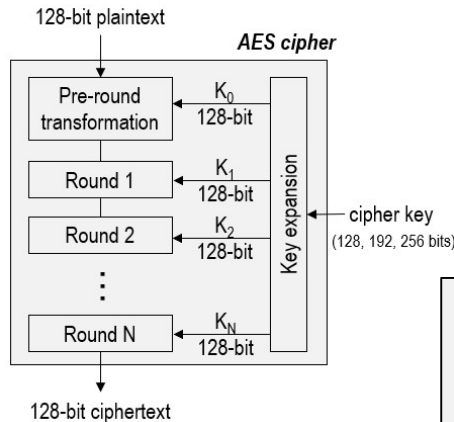 128-bit plaintext
AES cipher
Pre-round
transformation
K0
128-bit
Round 1
K1
128-bit
Round 2
K2
128-bit
⋮
Round N
KN
128-bit
Key expansion
cipher key
(128, 192, 256 bits)
128-bit ciphertext